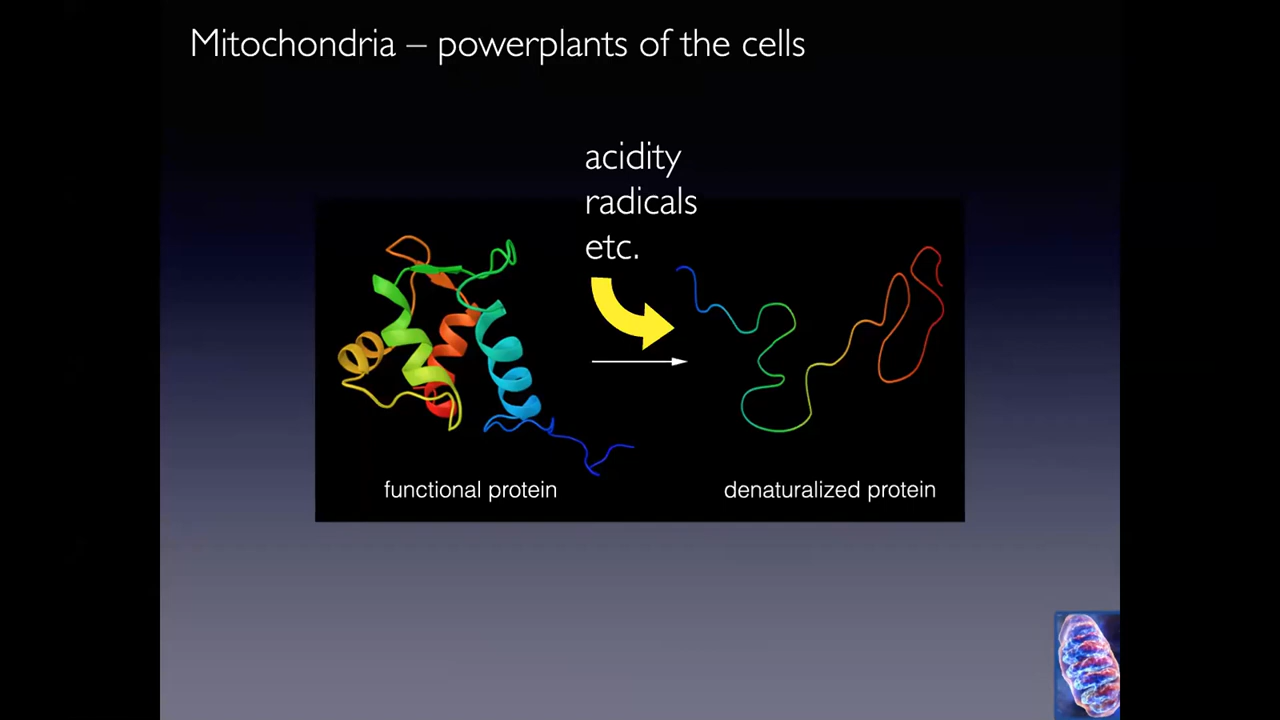 Mitochondria – powerplants of the cells
acidity
radicals
etc.
functional protein
denaturalized protein